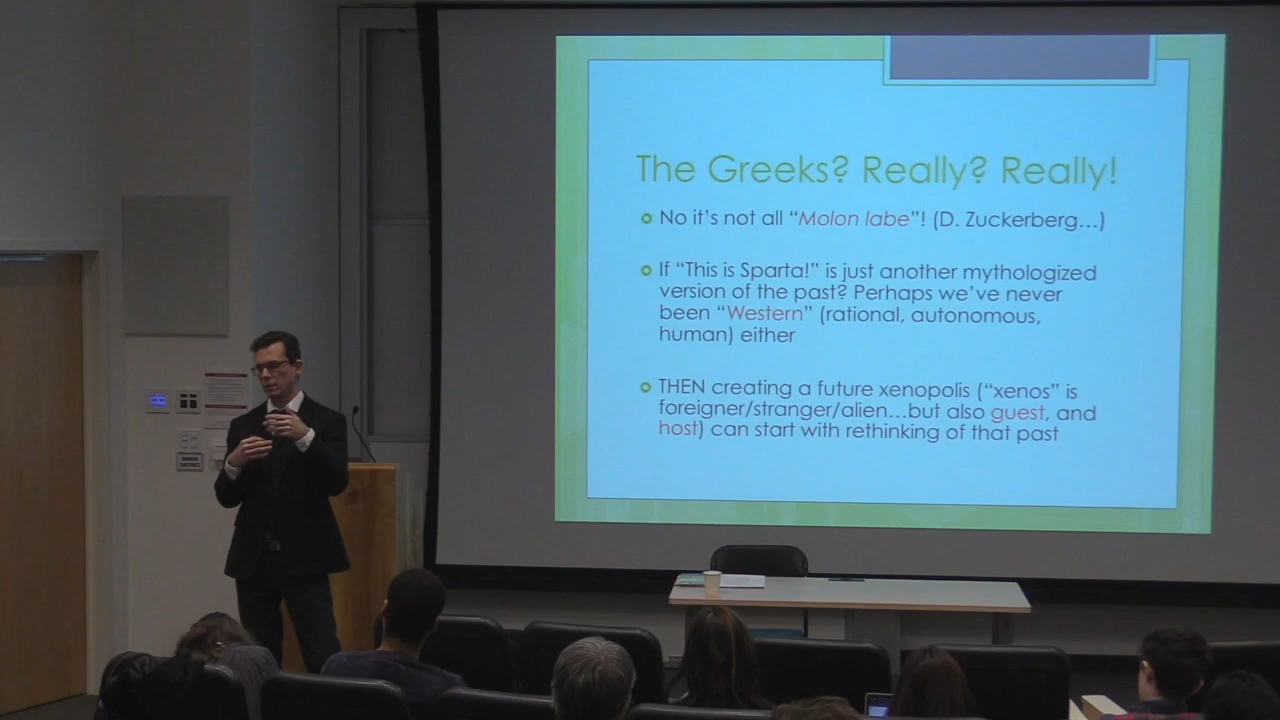 The Greeks? Really? Really!
No it's not all “Molon labe”! (D. Zuckerberg...)
If “This is Sparta!” is just another mythologized
version of the past? Perhaps we've never
been “Western” (rational, autonomous,
human) either
THEN creating a future xenopolis (“xenos” is
foreigner/stranger/alien...but also guest, and
host) can start with rethinking of that past